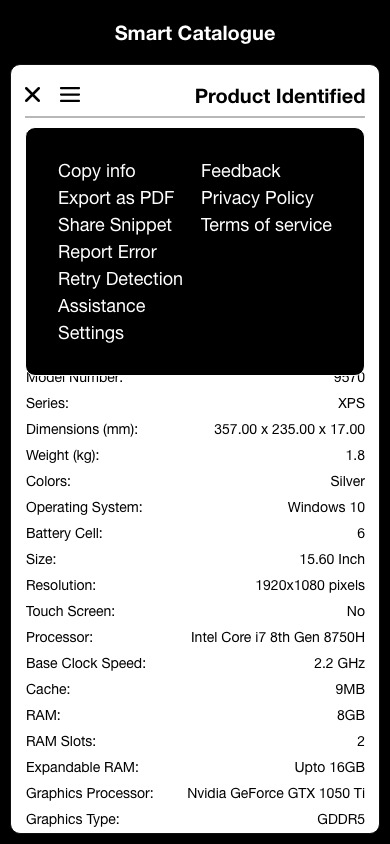 Smart Catalogue
Product Identified
Copy info
Export as PDF
Share Snippet
Report Error
Retry Detection
Assistance
Settings
Feedback
Privacy Policy
Terms of service
Model Number: 9570
Series: XPS
Dimensions (mm): 357.00 x 235.00 x 17.00
Weight (kg): 1.8
Colors: Silver
Operating System: Windows 10
Battery Cell: 6
Size: 15.60 Inch
Resolution: 1920x1080 pixels
Touch Screen: No
Processor: Intel Core i7 8th Gen 8750H
Base Clock Speed: 2.2 GHz
Cache: 9MB
RAM: 8GB
RAM Slots: 2
Expandable RAM: Upto 16GB
Graphics Processor: Nvidia GeForce GTX 1050 Ti
Graphics Type: GDDR5